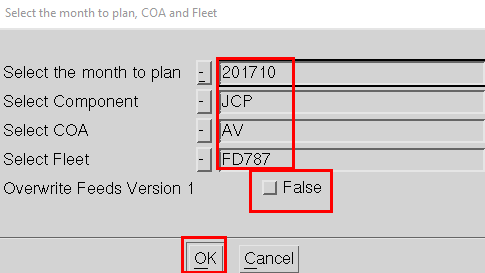 Select the month to plan, COA and Fleet
Select the month to plan - 201710
Select Component - JCP
Select COA - AV
Select Fleet - FD787
Overwrite Feeds Version 1 False
OK Cancel